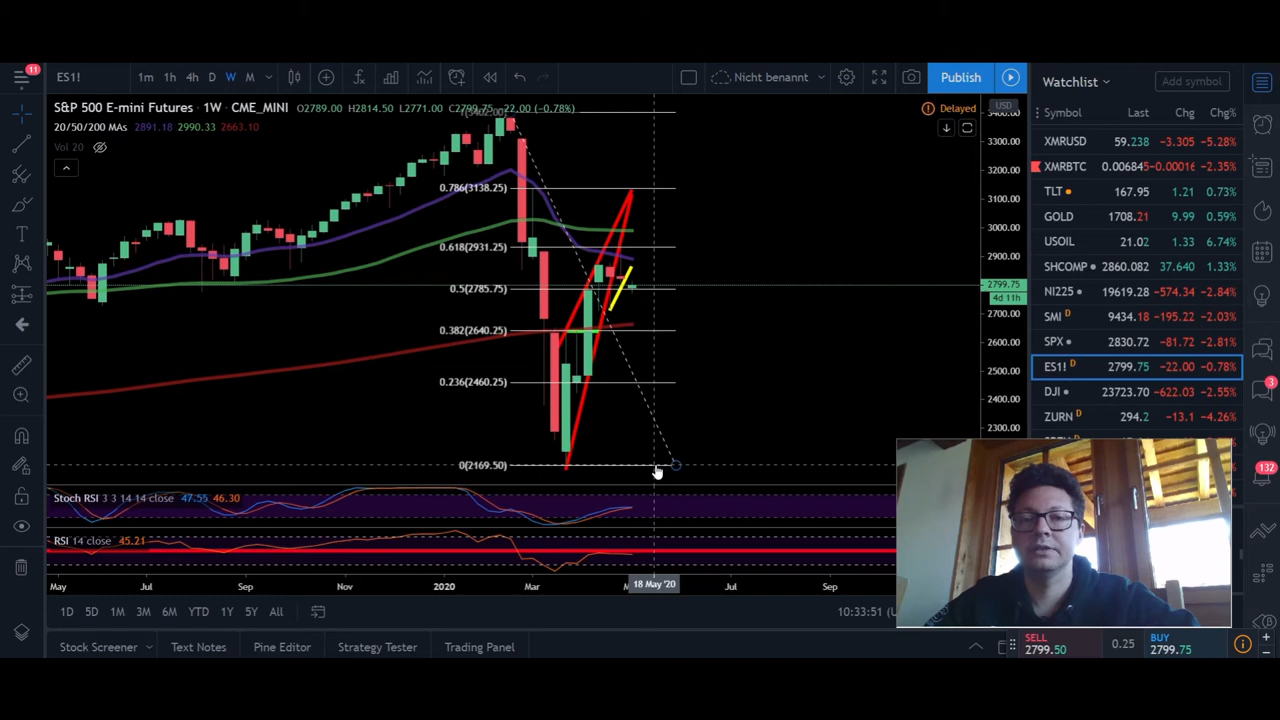 11
ES1!
1m 1h 4h D W M
Nicht benannt
Publish
Watchlist
Add symbol
S&P 500 E-mini Futures · 1W · CME_MINI O2789.00 H2814.50 L2771.00 C2799.75 −22.00 (−0.78%)
20/50/200 MAs 2891.18 2990.33 2663.10
Vol 20
Delayed
USD
Symbol Last Chg Chg%
XMRUSD 59.238 −3.305 −5.28%
XMRBTC 0.006845 −0.00016 −2.35%
TLT 167.95 1.21 0.73%
GOLD 1708.21 9.99 0.59%
USOIL 21.02 1.33 6.74%
SHCOMP 2860.082 37.640 1.33%
NI225 19619.28 −574.34 −2.84%
SMI D 9434.18 −195.22 −2.03%
SPX 2830.72 −81.72 −2.81%
ES1! D 2799.75 −22.00 −0.78%
DJI 23723.70 −622.03 −2.55%
ZURN D 294.2 −13.1 −4.26%
1(3402.00)
0.786(3138.25)
0.618(2931.25)
0.5(2785.75)
0.382(2640.25)
0.236(2460.25)
0(2169.50)
3400.00
3300.00
3200.00
3100.00
3000.00
2900.00
2799.75
4d 11h
2700.00
2600.00
2500.00
2400.00
2300.00
3
132
Stoch RSI 3 3 14 14 close 47.55 46.30
RSI 14 close 45.21
May Jul Sep Nov 2020 Mar 18 May '20 Jul Sep
1D 5D 1M 3M 6M YTD 1Y 5Y All
10:33:51
Stock Screener Text Notes Pine Editor Strategy Tester Trading Panel
SELL
2799.50
0.25
BUY
2799.75